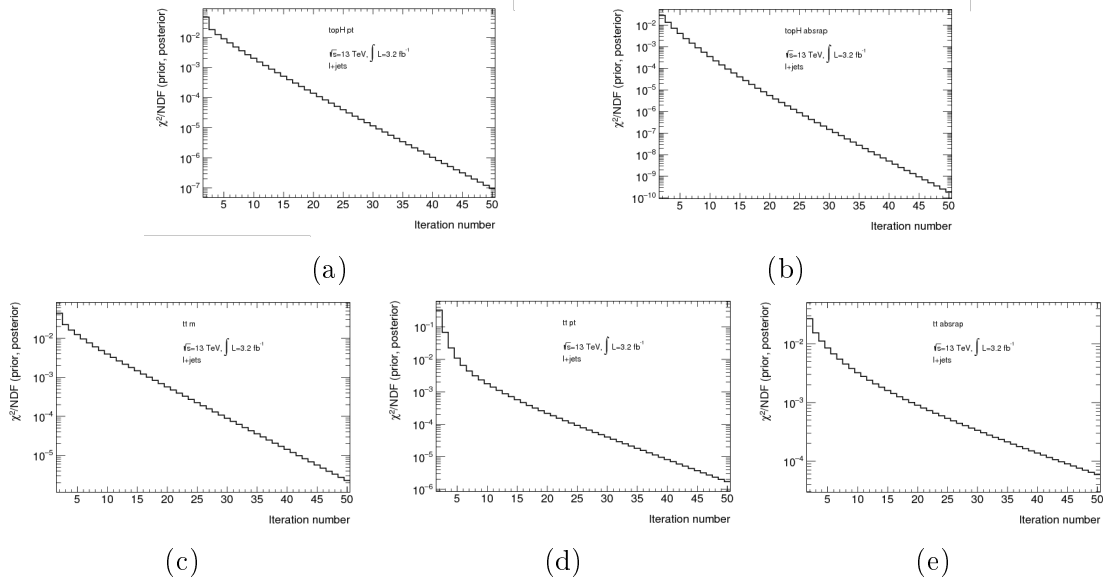 χ²/NDF (prior, posterior)
10⁻²
10⁻³
10⁻⁴
10⁻⁵
10⁻⁶
10⁻⁷
topH pt
√s=13 TeV, ∫ L=3.2 fb⁻¹
l+jets
5 10 15 20 25 30 35 40 45 50
Iteration number
(a)
χ²/NDF (prior, posterior)
10⁻²
10⁻³
10⁻⁴
10⁻⁵
10⁻⁶
10⁻⁷
10⁻⁸
10⁻⁹
10⁻¹⁰
topH absrap
√s=13 TeV, ∫ L=3.2 fb⁻¹
l+jets
5 10 15 20 25 30 35 40 45 50
Iteration number
(b)
χ²/NDF (prior, posterior)
10⁻²
10⁻³
10⁻⁴
10⁻⁵
tt m
√s=13 TeV, ∫ L=3.2 fb⁻¹
l+jets
5 10 15 20 25 30 35 40 45 50
Iteration number
(c)
χ²/NDF (prior, posterior)
10⁻¹
10⁻²
10⁻³
10⁻⁴
10⁻⁵
10⁻⁶
tt pt
√s=13 TeV, ∫ L=3.2 fb⁻¹
l+jets
5 10 15 20 25 30 35 40 45 50
Iteration number
(d)
χ²/NDF (prior, posterior)
10⁻²
10⁻³
10⁻⁴
tt absrap
√s=13 TeV, ∫ L=3.2 fb⁻¹
l+jets
5 10 15 20 25 30 35 40 45 50
Iteration number
(e)